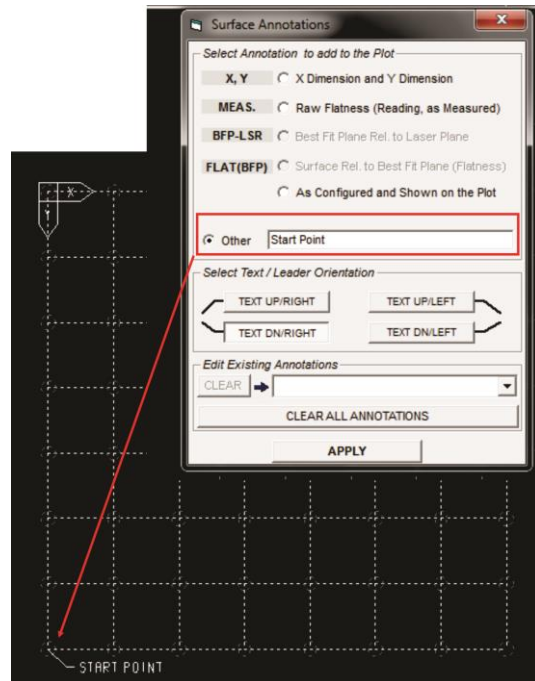 Surface Annotations
Select Annotation to add to the Plot
X, Y X Dimension and Y Dimension
MEAS. Raw Flatness (Reading, as Measured)
BFP-LSR Best Fit Plane Rel. to Laser Plane
FLAT(BFP) Surface Rel. to Best Fit Plane (Flatness)
As Configured and Shown on the Plot
Other Start Point
Select Text / Leader Orientation
TEXT UP/RIGHT TEXT UP/LEFT
TEXT DN/RIGHT TEXT DN/LEFT
Edit Existing Annotations
CLEAR
CLEAR ALL ANNOTATIONS
APPLY
X
Y
START POINT